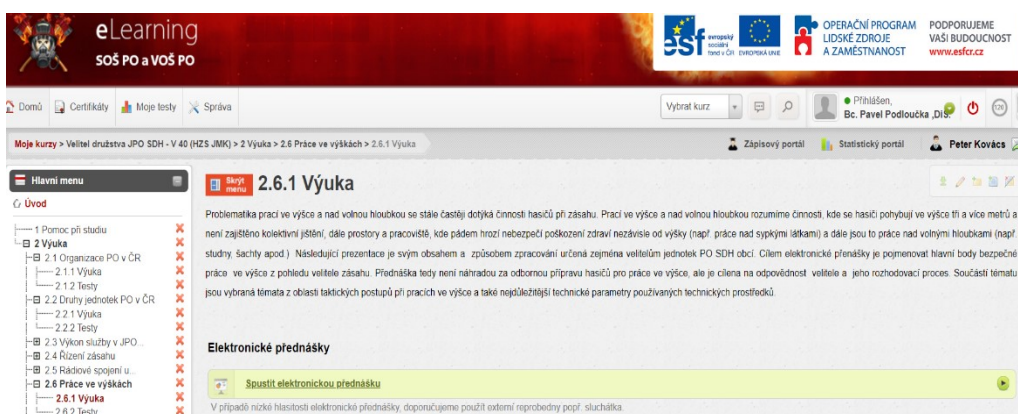 eLearning
SOŠ PO a VOŠ PO
esf evropský sociální fond v ČR EVROPSKÁ UNIE
OPERAČNÍ PROGRAM
LIDSKÉ ZDROJE
A ZAMĚSTNANOST
PODPORUJEME
VAŠI BUDOUCNOST
www.esfcr.cz
Domů Certifikáty Moje testy Správa
Vybrat kurz
Přihlášen,
Bc. Pavel Podloučka ,DiS.
126
Moje kurzy > Velitel družstva JPO SDH - V 40 (HZS JMK) > 2 Výuka > 2.6 Práce ve výškách > 2.6.1 Výuka
Zápisový portál Statistický portál Peter Kovács
Hlavní menu
Úvod
1 Pomoc při studiu
2 Výuka
2.1 Organizace PO v ČR
2.1.1 Výuka
2.1.2 Testy
2.2 Druhy jednotek PO v ČR
2.2.1 Výuka
2.2.2 Testy
2.3 Výkon služby v JPO...
2.4 Řízení zásahu
2.5 Rádiové spojení u...
2.6 Práce ve výškách
2.6.1 Výuka
2.6.2 Testy
Skrýt menu
2.6.1 Výuka
Problematika prací ve výšce a nad volnou hloubkou se stále častěji dotýká činnosti hasičů při zásahu. Prací ve výšce a nad volnou hloubkou rozumíme činnosti, kde se hasiči pohybují ve výšce tři a více metrů a
není zajištěno kolektivní jištění, dále prostory a pracoviště, kde pádem hrozí nebezpečí poškození zdraví nezávisle od výšky (např. práce nad sypkými látkami) a dále jsou to práce nad volnými hloubkami (např.
studny, šachty apod.) Následující prezentace je svým obsahem a způsobem zpracování určená zejména velitelům jednotek PO SDH obcí. Cílem elektronické přenášky je pojmenovat hlavní body bezpečné
práce ve výšce z pohledu velitele zásahu. Přednáška tedy není náhradou za odbornou přípravu hasičů pro práce ve výšce, ale je cílena na odpovědnost velitele a jeho rozhodovací proces. Součástí tématu
jsou vybraná témata z oblasti taktických postupů při pracích ve výšce a také nejdůležitější technické parametry používaných technických prostředků.
Elektronické přednášky
Spustit elektronickou přednášku
V případě nízké hlasitosti elektronické přednášky, doporučujeme použít externí reprobedny popř. sluchátka.